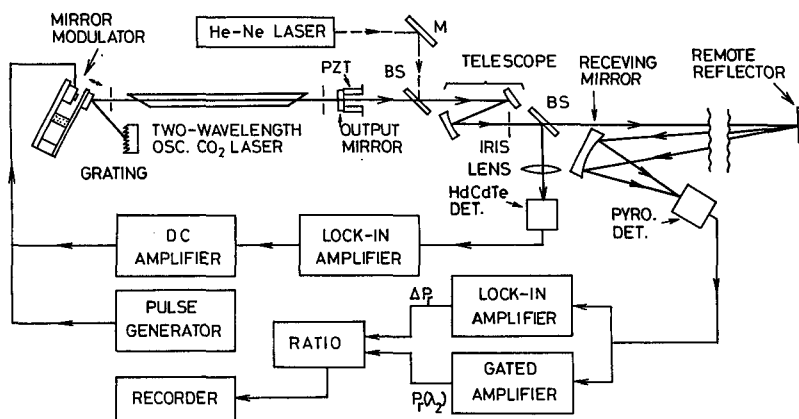 MIRROR
MODULATOR
He-Ne LASER
M
PZT
BS
TELESCOPE
BS
RECEVING
MIRROR
REMOTE
REFLECTOR
TWO-WAVELENGTH
OSC. CO₂ LASER
OUTPUT
MIRROR
GRATING
IRIS
LENS
HdCdTe
DET.
PYRO.
DET.
DC
AMPLIFIER
LOCK-IN
AMPLIFIER
PULSE
GENERATOR
RATIO
ΔPr
LOCK-IN
AMPLIFIER
RECORDER
Pr(λ₂)
GATED
AMPLIFIER